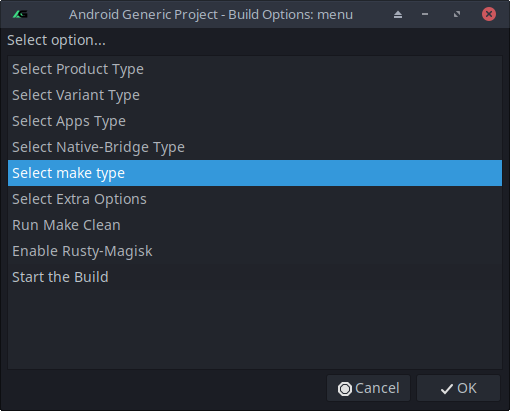 Android Generic Project - Build Options: menu
Select option...
Select Product Type
Select Variant Type
Select Apps Type
Select Native-Bridge Type
Select make type
Select Extra Options
Run Make Clean
Enable Rusty-Magisk
Start the Build
Cancel OK